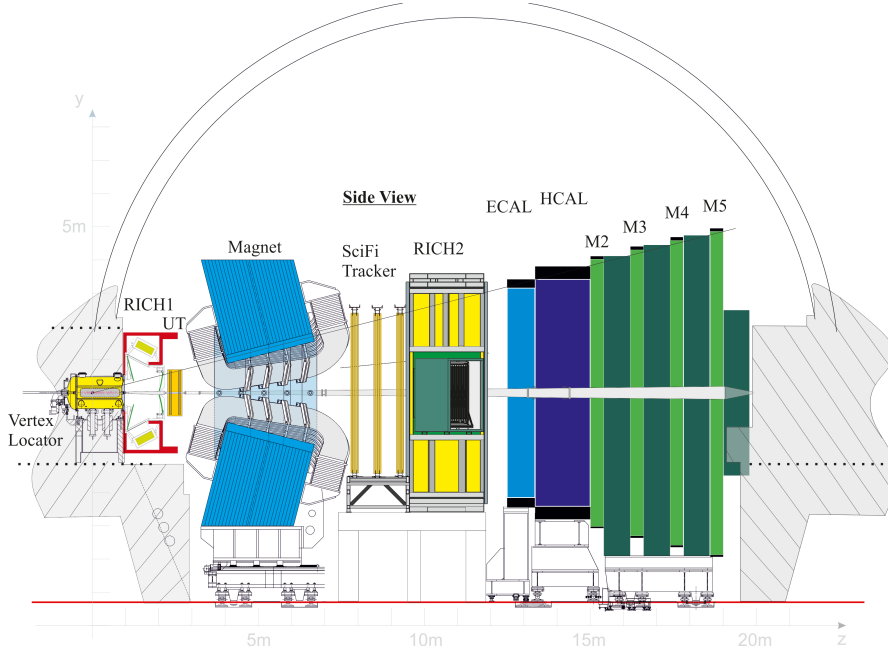 y
Side View
5m
ECAL
HCAL
M2
M3
M4
M5
Magnet
SciFi
Tracker
RICH2
RICH1
UT
Vertex
Locator
5m
10m
15m
20m
z